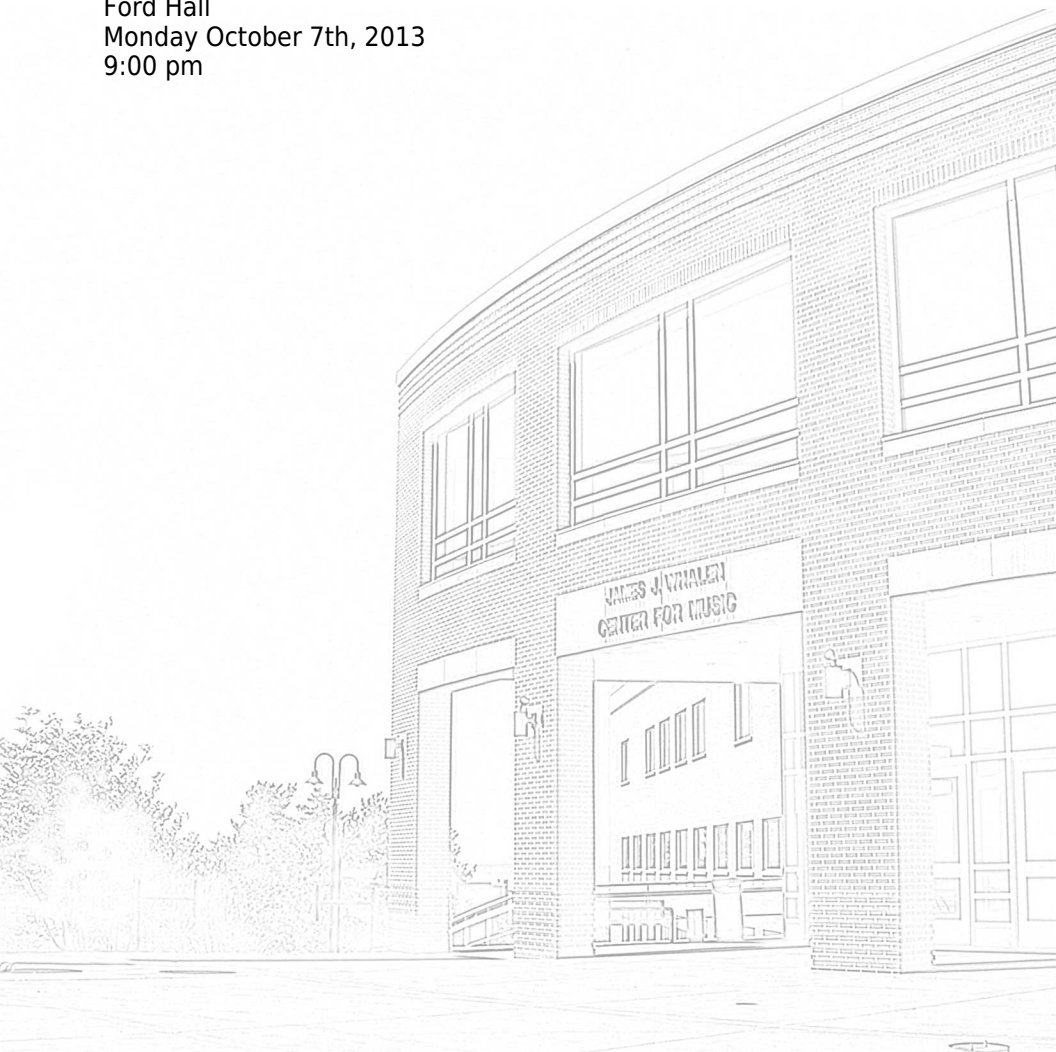 Ford Hall
Monday October 7th, 2013
9:00 pm
JAMES J. WHALEN
CENTER FOR MUSIC